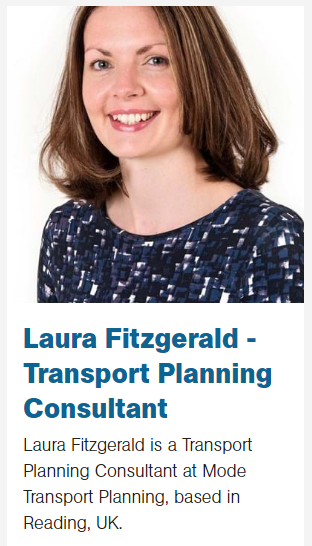 Laura Fitzgerald -
Transport Planning
Consultant
Laura Fitzgerald is a Transport
Planning Consultant at Mode
Transport Planning, based in
Reading, UK.